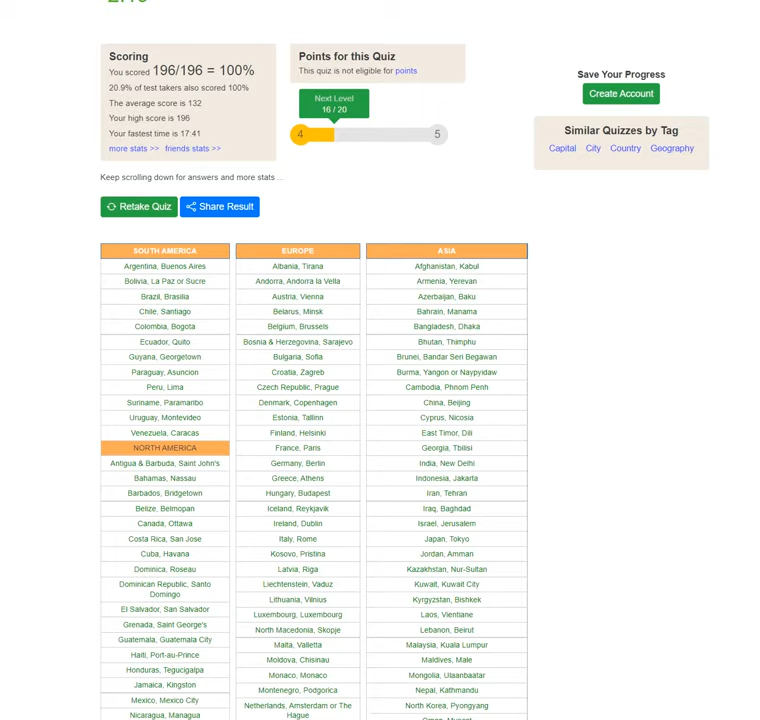 Scoring
You scored 196/196 = 100%
20.9% of test takers also scored 100%
The average score is 132
Your high score is 196
Your fastest time is 17:41
more stats >> friends stats >>
Points for this Quiz
This quiz is not eligible for points
Next Level
16 / 20
4
5
Save Your Progress
Create Account
Similar Quizzes by Tag
Capital City Country Geography
Keep scrolling down for answers and more stats ...
Retake Quiz
Share Result
SOUTH AMERICA
Argentina, Buenos Aires
Bolivia, La Paz or Sucre
Brazil, Brasilia
Chile, Santiago
Colombia, Bogota
Ecuador, Quito
Guyana, Georgetown
Paraguay, Asuncion
Peru, Lima
Suriname, Paramaribo
Uruguay, Montevideo
Venezuela, Caracas
NORTH AMERICA
Antigua & Barbuda, Saint John's
Bahamas, Nassau
Barbados, Bridgetown
Belize, Belmopan
Canada, Ottawa
Costa Rica, San Jose
Cuba, Havana
Dominica, Roseau
Dominican Republic, Santo
Domingo
El Salvador, San Salvador
Grenada, Saint George's
Guatemala, Guatemala City
Haiti, Port-au-Prince
Honduras, Tegucigalpa
Jamaica, Kingston
Mexico, Mexico City
Nicaragua, Managua
EUROPE
Albania, Tirana
Andorra, Andorra la Vella
Austria, Vienna
Belarus, Minsk
Belgium, Brussels
Bosnia & Herzegovina, Sarajevo
Bulgaria, Sofia
Croatia, Zagreb
Czech Republic, Prague
Denmark, Copenhagen
Estonia, Tallinn
Finland, Helsinki
France, Paris
Germany, Berlin
Greece, Athens
Hungary, Budapest
Iceland, Reykjavik
Ireland, Dublin
Italy, Rome
Kosovo, Pristina
Latvia, Riga
Liechtenstein, Vaduz
Lithuania, Vilnius
Luxembourg, Luxembourg
North Macedonia, Skopje
Malta, Valletta
Moldova, Chisinau
Monaco, Monaco
Montenegro, Podgorica
Netherlands, Amsterdam or The
Hague
ASIA
Afghanistan, Kabul
Armenia, Yerevan
Azerbaijan, Baku
Bahrain, Manama
Bangladesh, Dhaka
Bhutan, Thimphu
Brunei, Bandar Seri Begawan
Burma, Yangon or Naypyidaw
Cambodia, Phnom Penh
China, Beijing
Cyprus, Nicosia
East Timor, Dili
Georgia, Tbilisi
India, New Delhi
Indonesia, Jakarta
Iran, Tehran
Iraq, Baghdad
Israel, Jerusalem
Japan, Tokyo
Jordan, Amman
Kazakhstan, Nur-Sultan
Kuwait, Kuwait City
Kyrgyzstan, Bishkek
Laos, Vientiane
Lebanon, Beirut
Malaysia, Kuala Lumpur
Maldives, Male
Mongolia, Ulaanbaatar
Nepal, Kathmandu
North Korea, Pyongyang